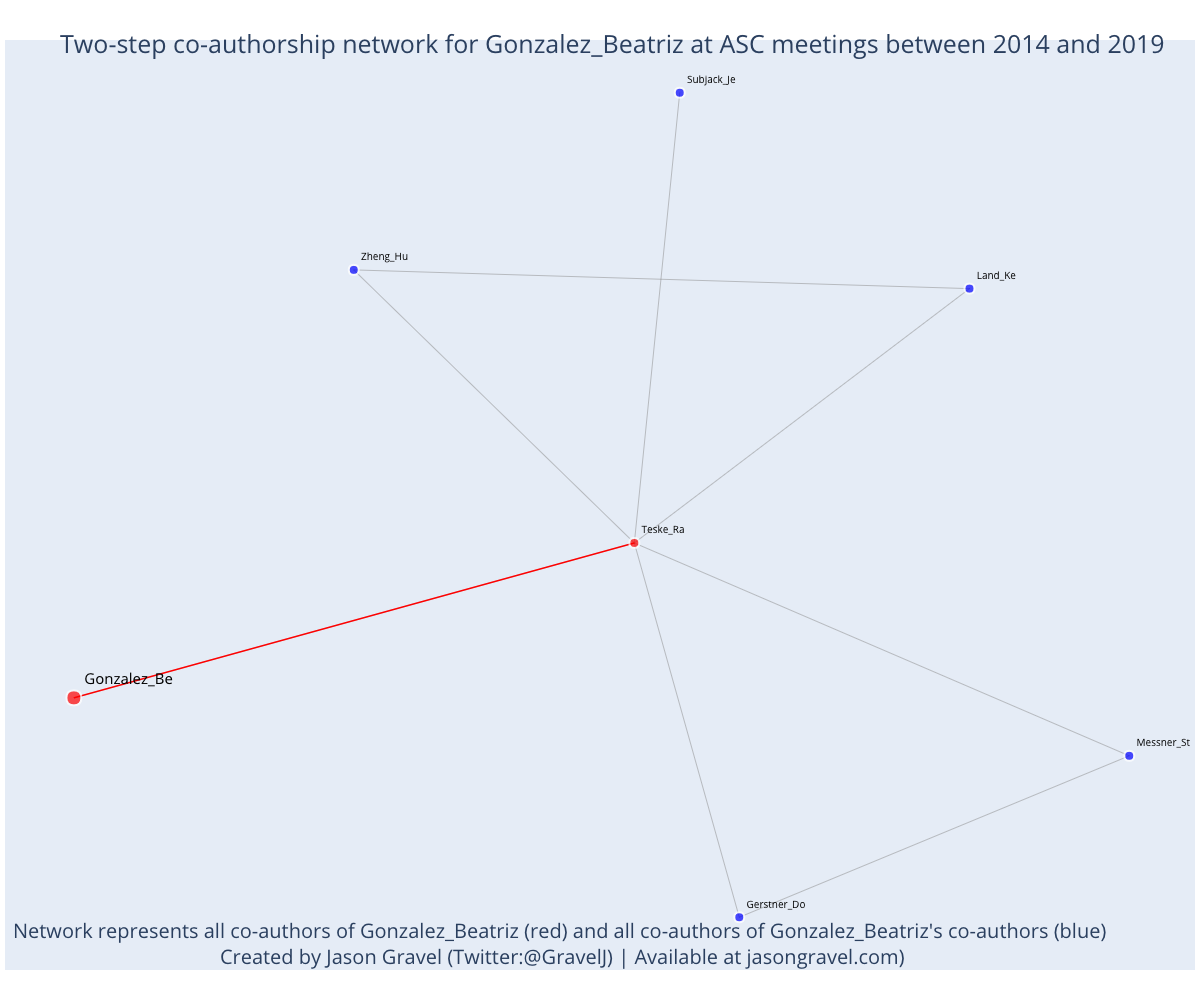 Two-step co-authorship network for Gonzalez_Beatriz at ASC meetings between 2014 and 2019
Subjack_Je
Zheng_Hu
Land_Ke
Teske_Ra
Gonzalez_Be
Messner_St
Gerstner_Do
Network represents all co-authors of Gonzalez_Beatriz (red) and all co-authors of Gonzalez_Beatriz's co-authors (blue)
Created by Jason Gravel (Twitter:@GravelJ) | Available at jasongravel.com)